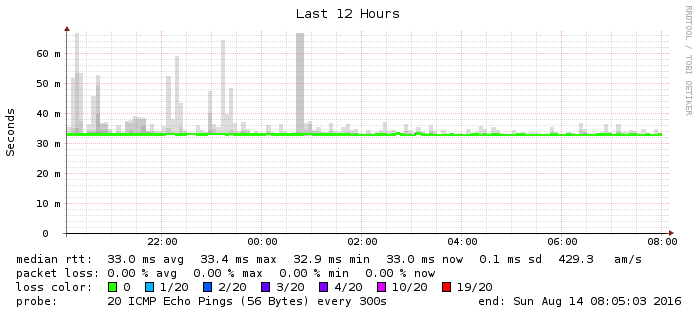 Last 12 Hours
RRDTOOL / TOBI OETIKER
Seconds
60 m
50 m
40 m
30 m
20 m
10 m
0
22:00 00:00 02:00 04:00 06:00 08:00
median rtt: 33.0 ms avg 33.4 ms max 32.9 ms min 33.0 ms now 0.1 ms sd 429.3 am/s
packet loss: 0.00 % avg 0.00 % max 0.00 % min 0.00 % now
loss color: 0 1/20 2/20 3/20 4/20 10/20 19/20
probe: 20 ICMP Echo Pings (56 Bytes) every 300s end: Sun Aug 14 08:05:03 2016